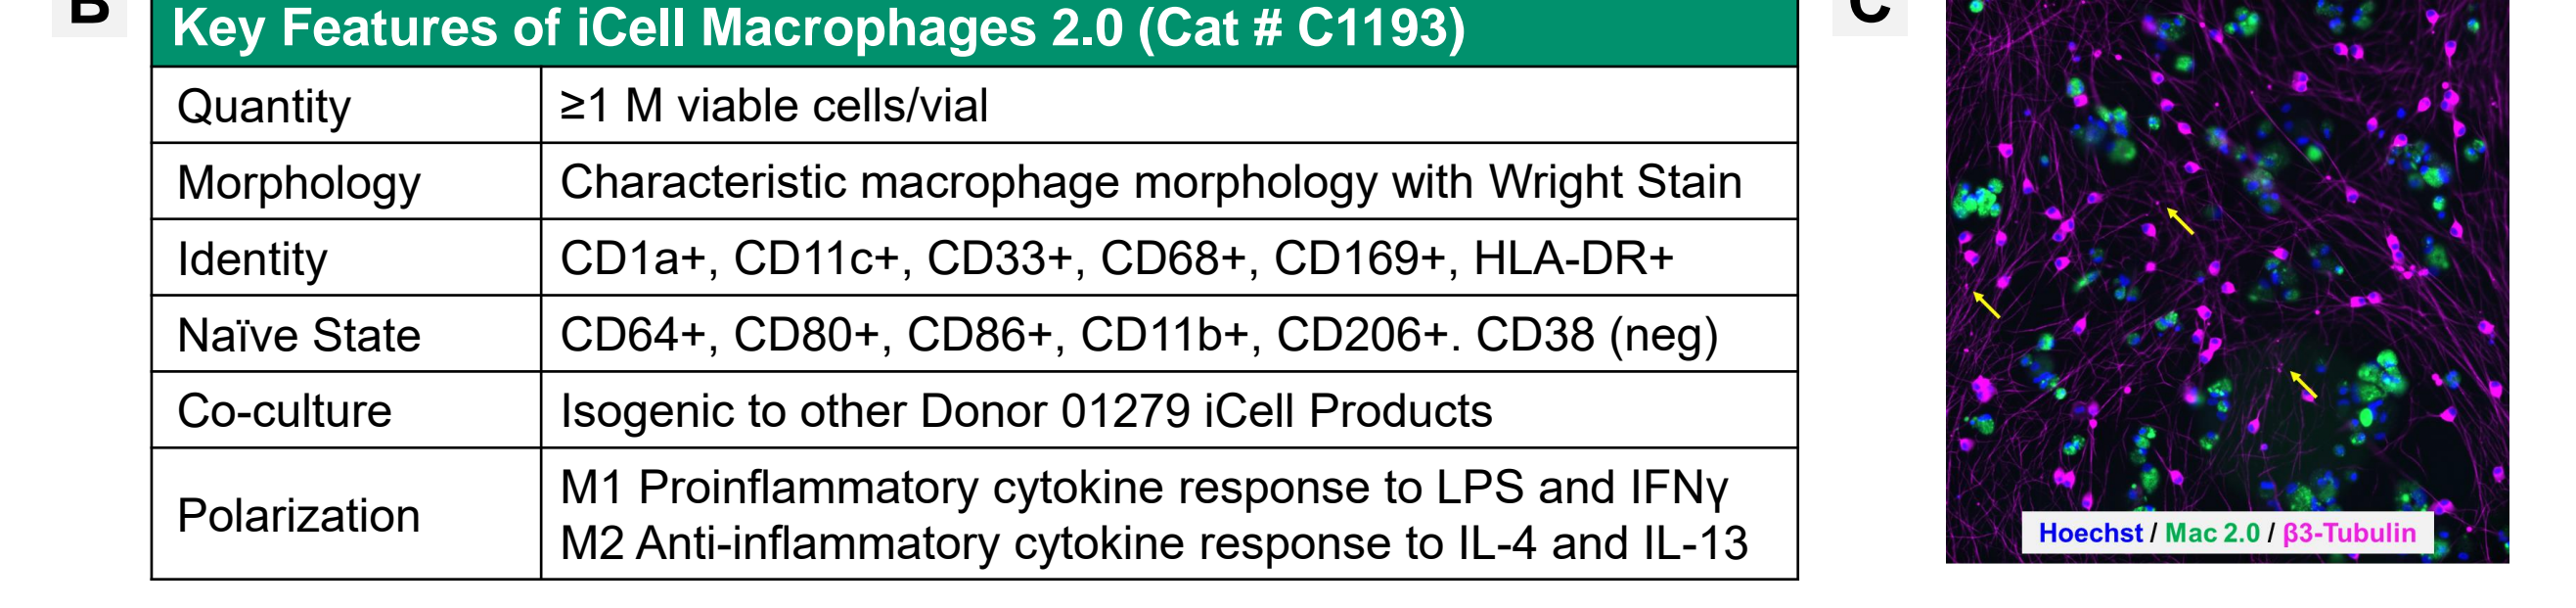 B
Key Features of iCell Macrophages 2.0 (Cat # C1193)
Quantity
≥1 M viable cells/vial
Morphology
Characteristic macrophage morphology with Wright Stain
Identity
CD1a+, CD11c+, CD33+, CD68+, CD169+, HLA-DR+
Naïve State
CD64+, CD80+, CD86+, CD11b+, CD206+. CD38 (neg)
Co-culture
Isogenic to other Donor 01279 iCell Products
Polarization
M1 Proinflammatory cytokine response to LPS and IFNγ
M2 Anti-inflammatory cytokine response to IL-4 and IL-13
C
Hoechst / Mac 2.0 / β3-Tubulin